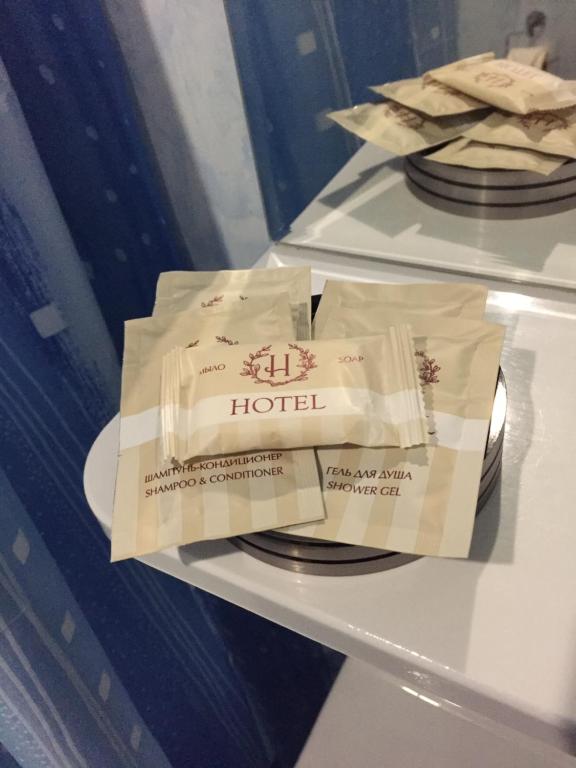 МЫЛО
SOAP
H
HOTEL
ШАМПУНЬ-КОНДИЦИОНЕР
SHAMPOO & CONDITIONER
ГЕЛЬ ДЛЯ ДУША
SHOWER GEL